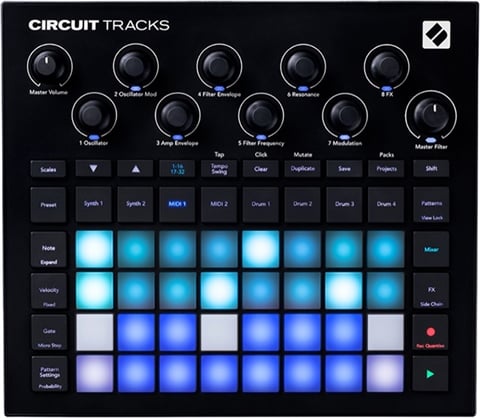 CIRCUIT TRACKS
Master Volume
2 Oscillator Mod
4 Filter Envelope
6 Resonance
8 FX
1 Oscillator
3 Amp Envelope
5 Filter Frequency
7 Modulation
Master Filter
Tap
Click
Mutate
Packs
Scales
▼
▲
1-16
17-32
Tempo
Swing
Clear
Duplicate
Save
Projects
Shift
Preset
Synth 1
Synth 2
MIDI 1
MIDI 2
Drum 1
Drum 2
Drum 3
Drum 4
Patterns
View Lock
Note
Expand
Mixer
Velocity
Fixed
FX
Side Chain
Gate
Micro Step
Rec Quantise
Pattern
Settings
Probability